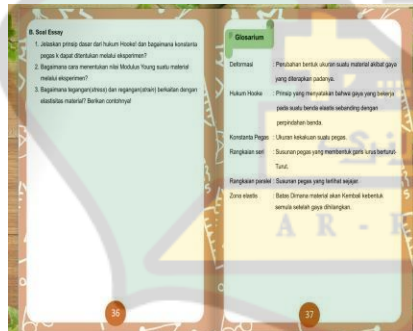 B. Soal Essay
1. Jelaskan prinsip dasar dari hukum Hooke! dan bagaimana konstanta
pegas k dapat ditentukan melalui eksperimen?
2. Bagaimana cara menentukan nilai Modulus Young suatu material
melalui eksperimen?
3. Bagaimana tegangan(stress) dan regangan(strain) berkaitan dengan
elastisitas material? Berikan contohnya!
36
Glosarium
Deformasi : Perubahan bentuk ukuran suatu material akibat gaya
yang diterapkan padanya.
Hukum Hooke : Prinsip yang menyatakan bahwa gaya yang bekerja
pada suatu benda elastis sebanding dengan
perpindahan benda.
Konstanta Pegas : Ukuran kekakuan suatu pegas.
Rangkaian seri : Susunan pegas yang membentuk garis lurus berturut-
Turut.
Rangkaian paralel : Susunan pegas yang terlihat sejajar.
Zona elastis : Batas Dimana material akan Kembali kebentuk
semula setelah gaya dihilangkan.
A R - R
37